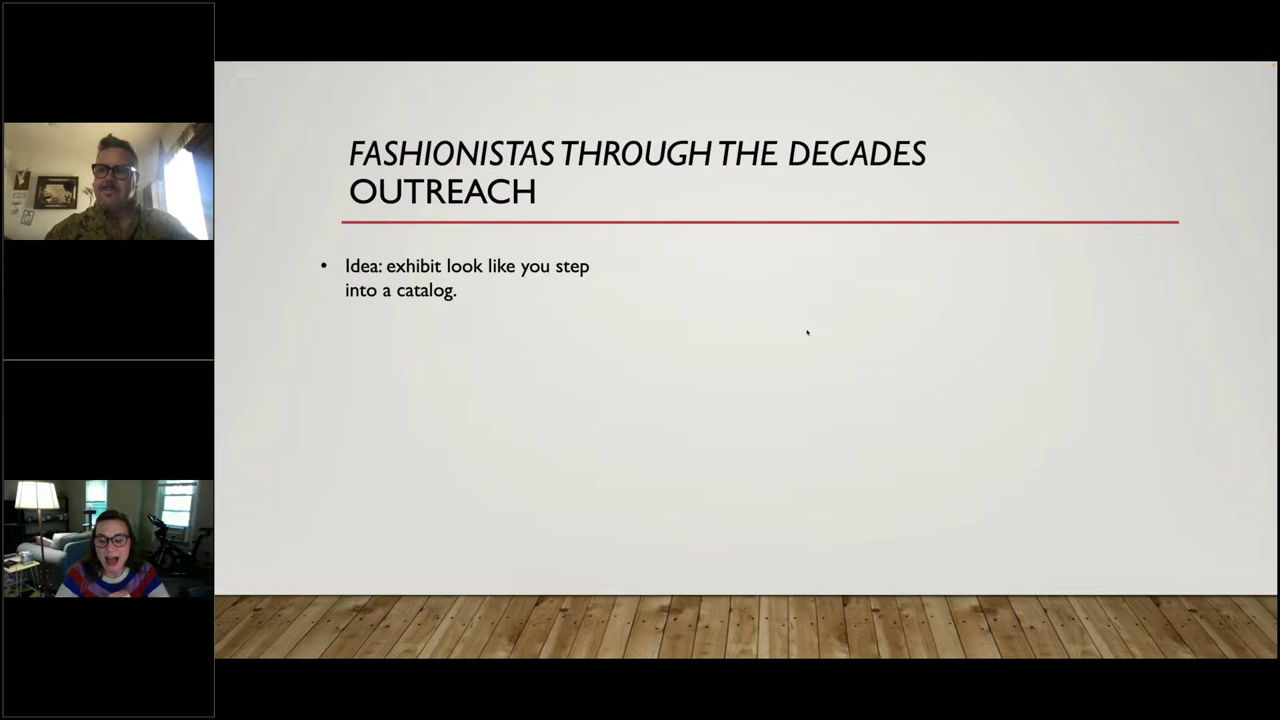 FASHIONISTAS THROUGH THE DECADES
OUTREACH
• Idea: exhibit look like you step
into a catalog.